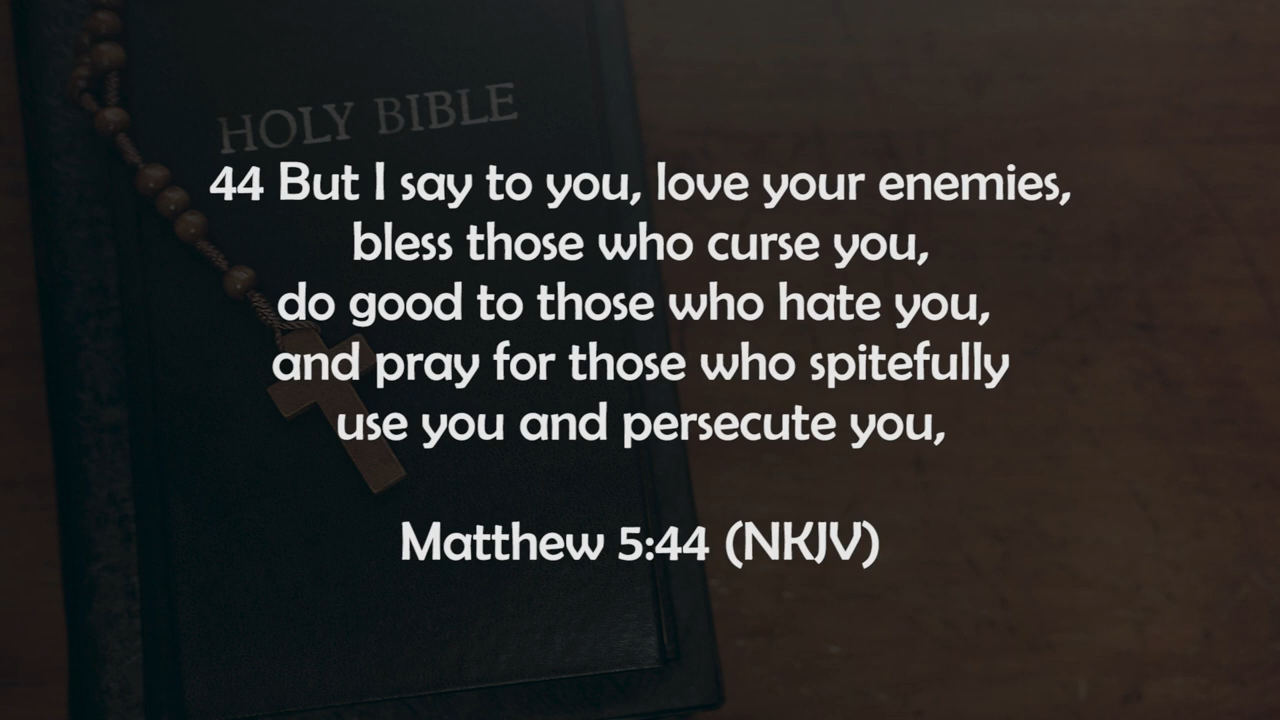 HOLY BIBLE
44 But I say to you, love your enemies,
bless those who curse you,
do good to those who hate you,
and pray for those who spitefully
use you and persecute you,
Matthew 5:44 (NKJV)